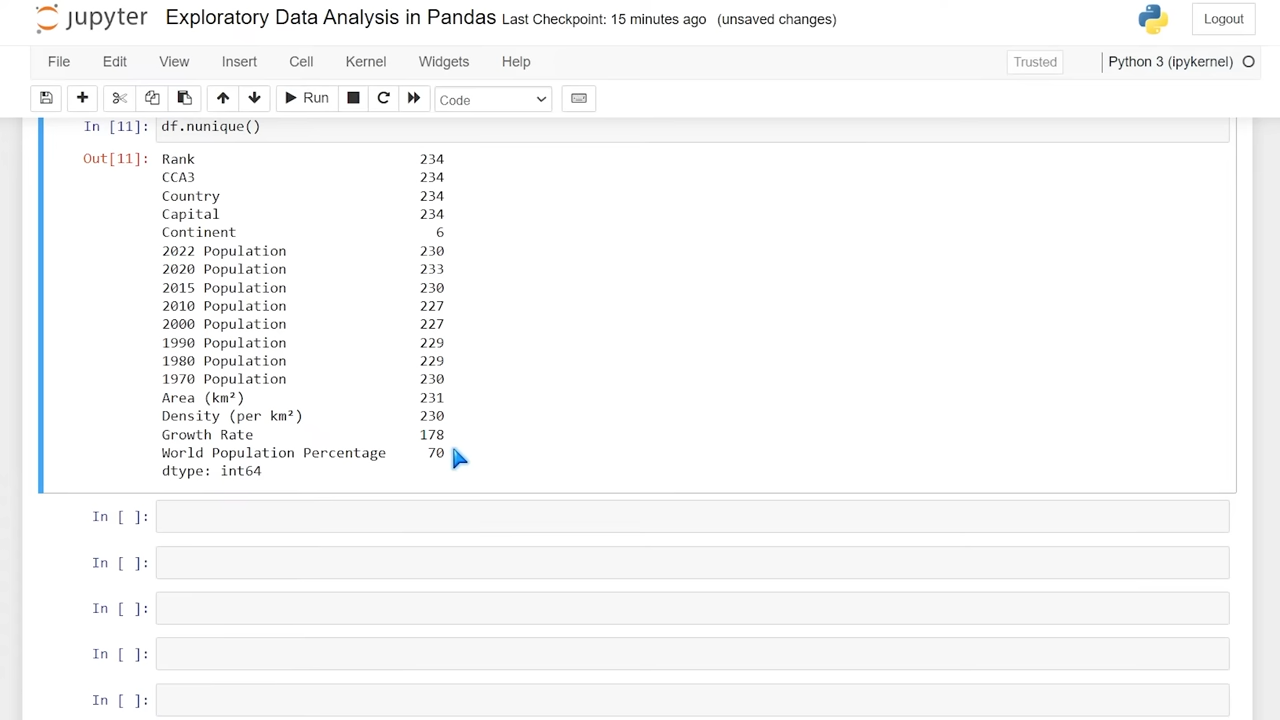 jupyter Exploratory Data Analysis in Pandas Last Checkpoint: 15 minutes ago (unsaved changes) Logout
File Edit View Insert Cell Kernel Widgets Help Trusted Python 3 (ipykernel)
Run Code
In [11]: df.nunique()
Out[11]: Rank 234
CCA3 234
Country 234
Capital 234
Continent 6
2022 Population 230
2020 Population 233
2015 Population 230
2010 Population 227
2000 Population 227
1990 Population 229
1980 Population 229
1970 Population 230
Area (km²) 231
Density (per km²) 230
Growth Rate 178
World Population Percentage 70
dtype: int64
In [ ]:
In [ ]:
In [ ]:
In [ ]:
In [ ]: